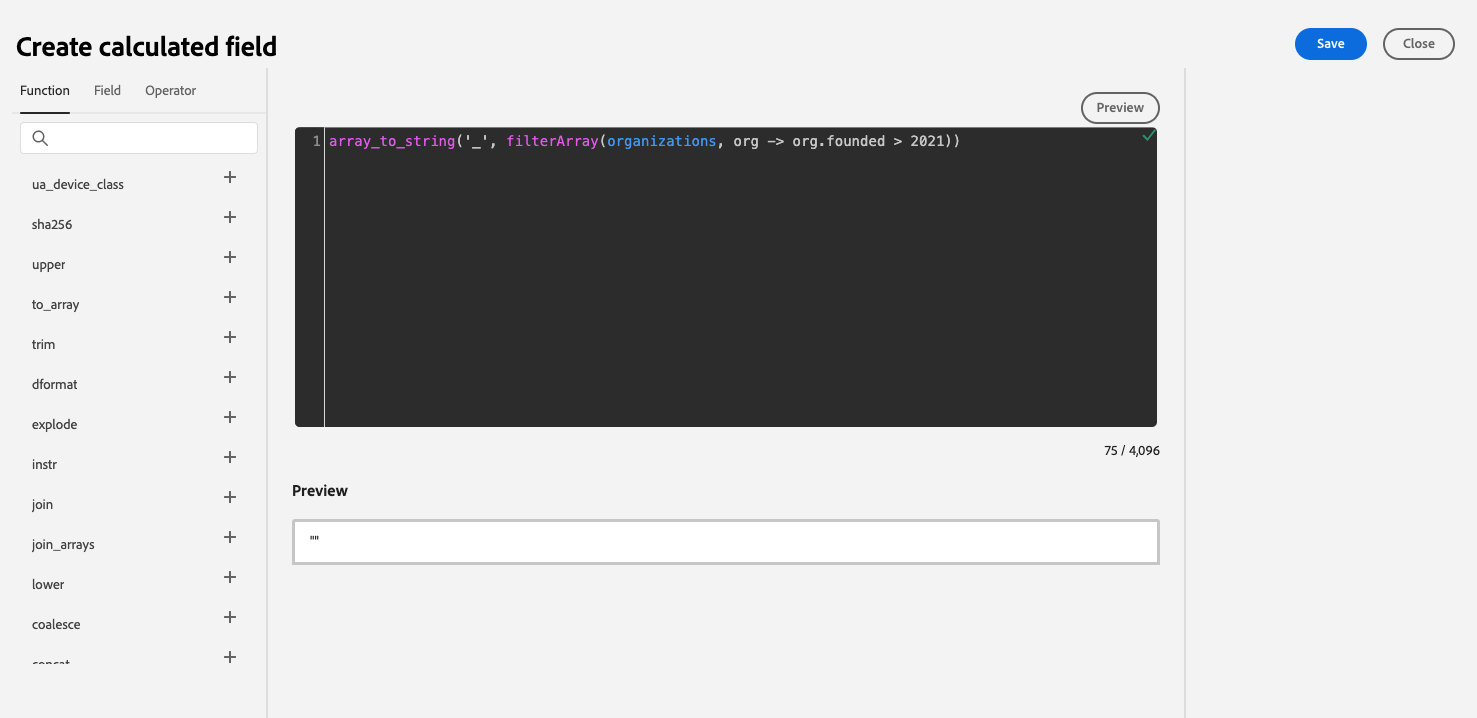 Create calculated field
Save
Close
Function
Field
Operator
ua_device_class
sha256
upper
to_array
trim
dformat
explode
instr
join
join_arrays
lower
coalesce
concat
Preview
1
array_to_string('_', filterArray(organizations, org -> org.founded > 2021))
75 / 4,096
Preview
""